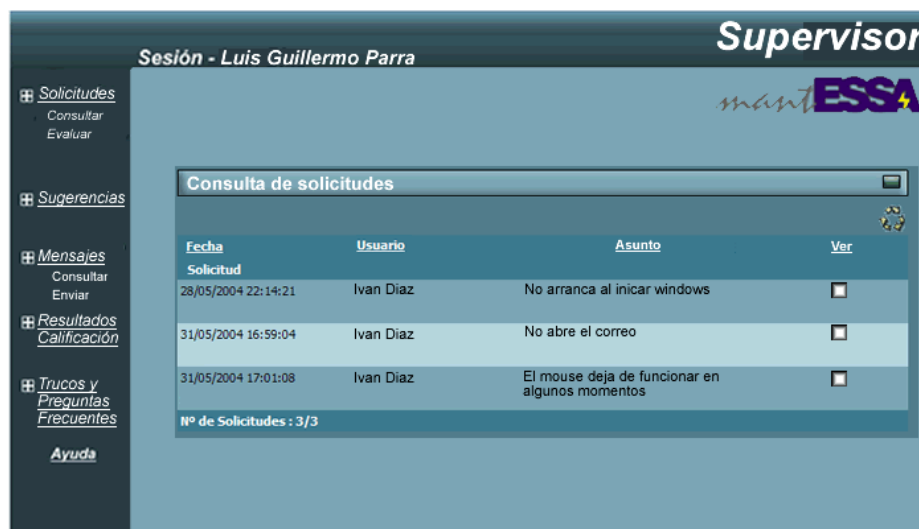 Supervisor
Sesión - Luis Guillermo Parra
mantESSA
Solicitudes
Consultar
Evaluar
Sugerencias
Mensajes
Consultar
Enviar
Resultados
Calificación
Trucos y
Preguntas
Frecuentes
Ayuda
Consulta de solicitudes
Fecha Usuario Asunto Ver
Solicitud
28/05/2004 22:14:21 Ivan Diaz No arranca al inicar windows
31/05/2004 16:59:04 Ivan Diaz No abre el correo
31/05/2004 17:01:08 Ivan Diaz El mouse deja de funcionar en
algunos momentos
Nº de Solicitudes : 3/3